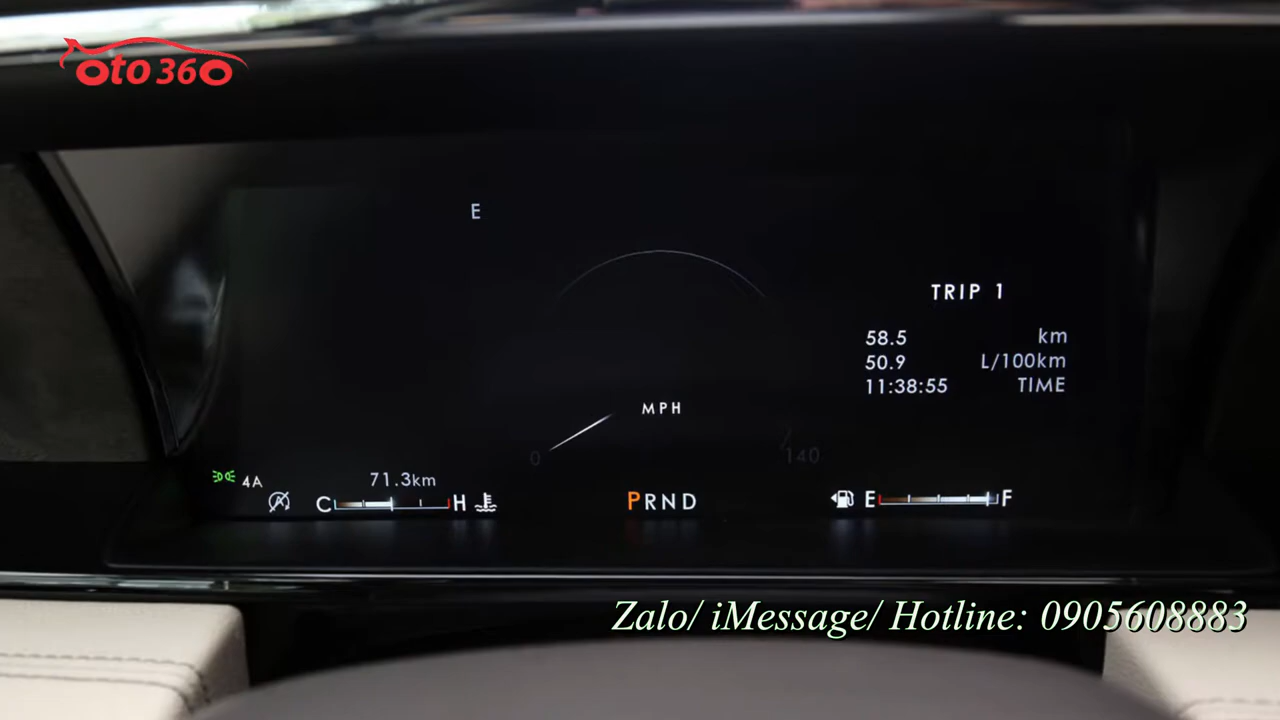 oto 360
E
TRIP 1
58.5 km
50.9 L/100km
11:38:55 TIME
MPH
0 140
4A
71.3km
C H
PRND
E F
Zalo/ iMessage/ Hotline: 0905608883